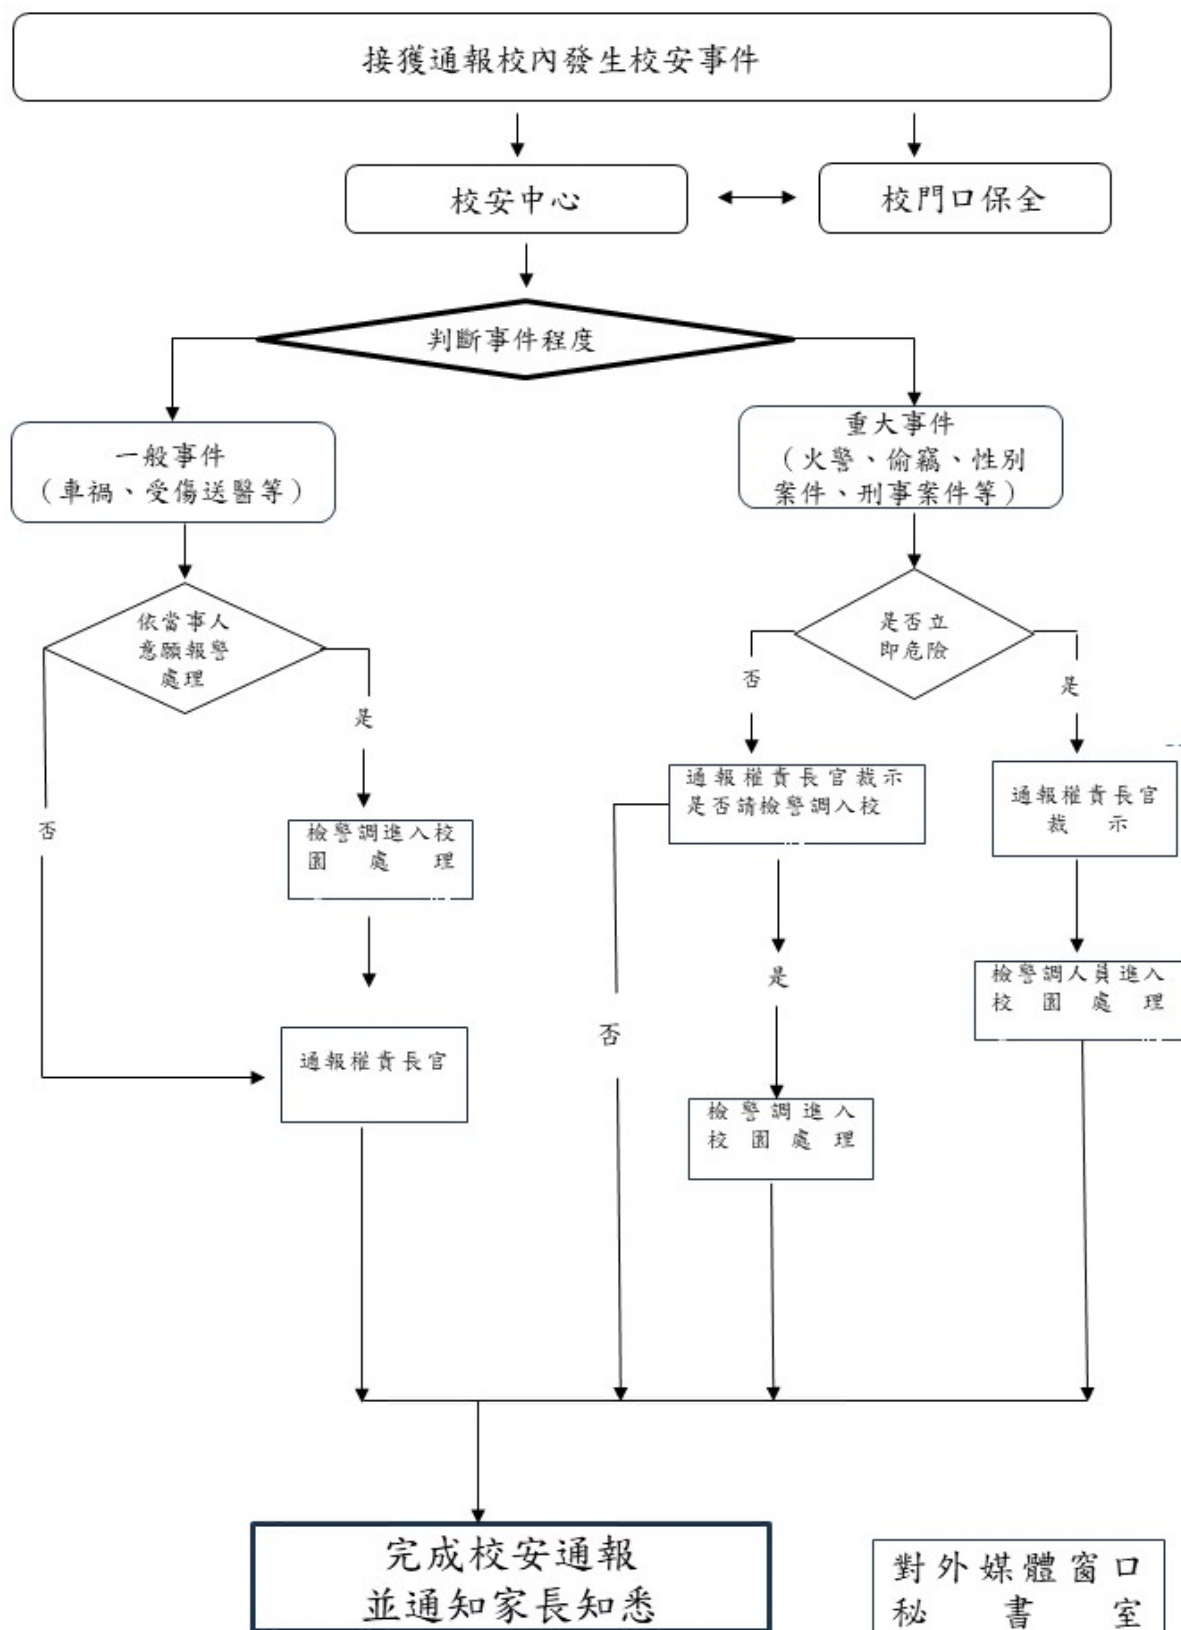 接獲通報校內發生校安事件
校安中心
校門口保全
判斷事件程度
一般事件
（車禍、受傷送醫等）
重大事件
（火警、偷竊、性別
案件、刑事案件等）
依當事人
意願報警
處理
是否立
即危險
否
是
是
否
通報權責長官裁示
是否請檢警調入校
通報權責長官
裁示
檢警調進入校
園處理
檢警調人員進入
校園處理
是
否
通報權責長官
檢警調進入
校園處理
完成校安通報
並通知家長知悉
對外媒體窗口
秘書室